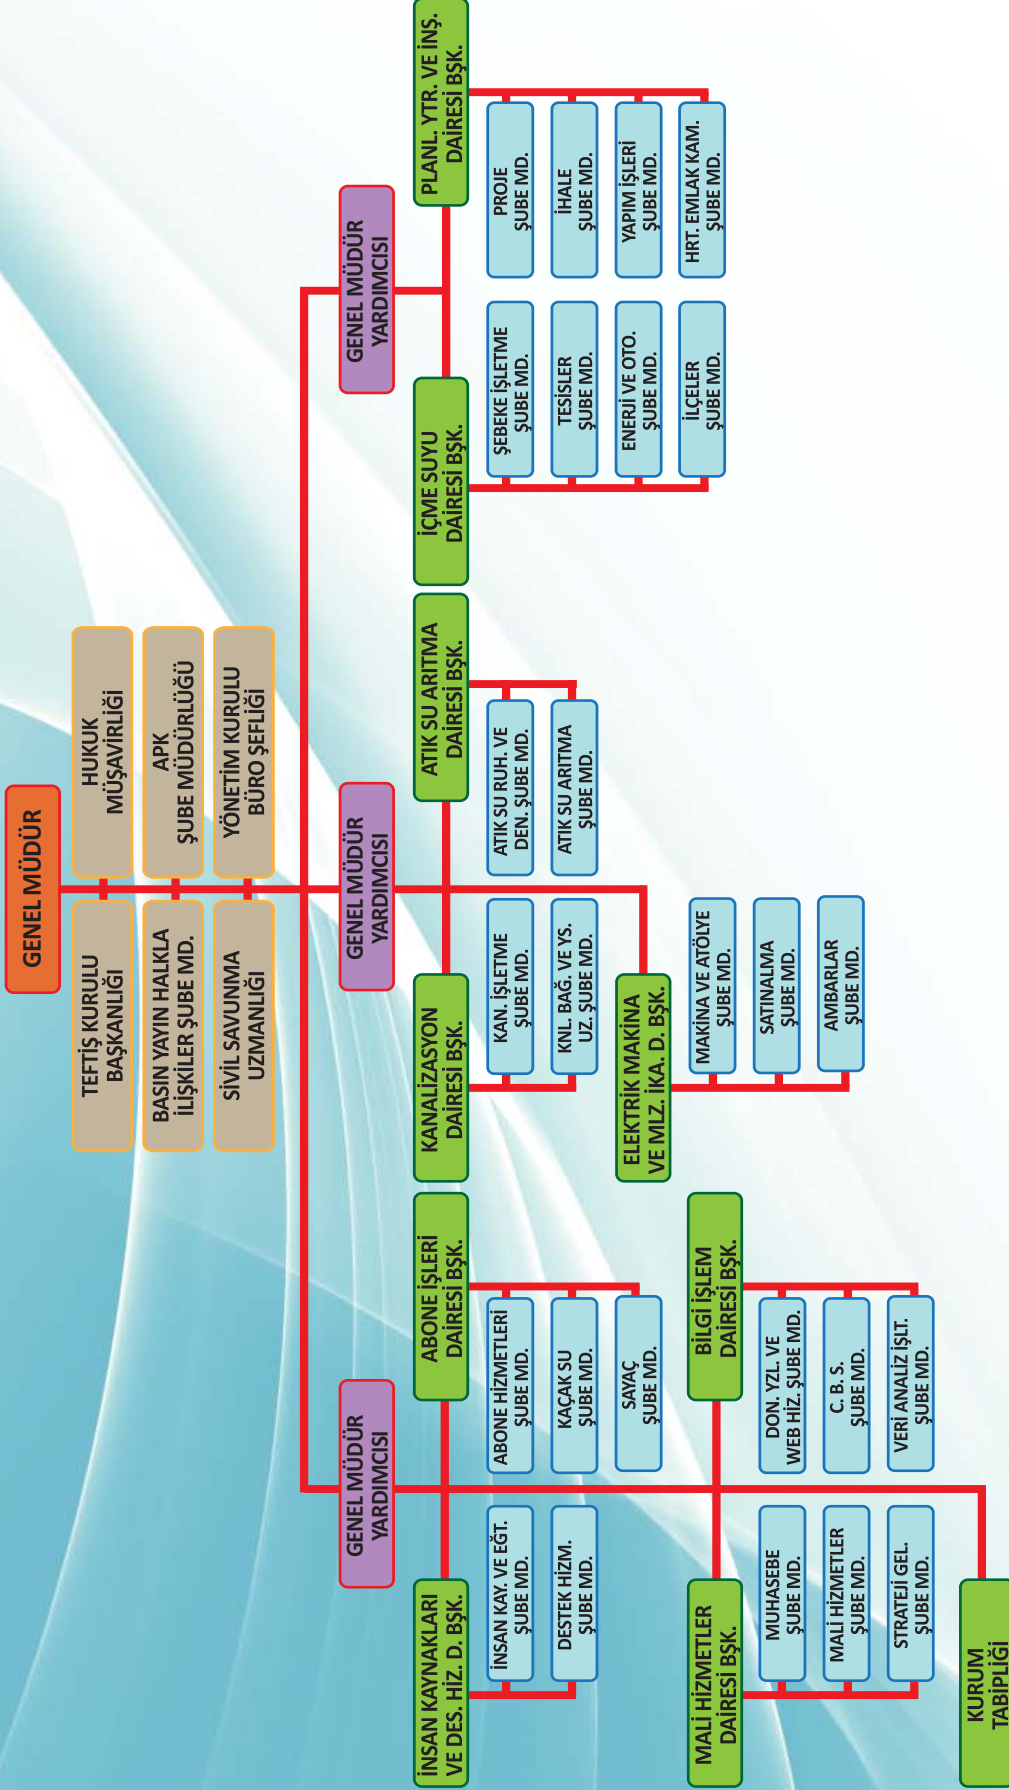 GENEL MÜDÜR
TEFTİŞ KURULU
BAŞKANLIĞI
HUKUK
MÜŞAVİRLİĞİ
BASIN YAYIN HALKLA
İLİŞKİLER ŞUBE MD.
APK
ŞUBE MÜDÜRLÜĞÜ
SİVİL SAVUNMA
UZMANLIĞI
YÖNETİM KURULU
BÜRO ŞEFLİĞİ
GENEL MÜDÜR
YARDIMCISI
İNSAN KAYNAKLARI
VE DES. HİZ. D. BŞK.
İNSAN KAY. VE EĞT.
ŞUBE MD.
DESTEK HİZM.
ŞUBE MD.
ABONE İŞLERİ
DAİRESİ BŞK.
ABONE HİZMETLERİ
ŞUBE MD.
KAÇAK SU
ŞUBE MD.
SAYAÇ
ŞUBE MD.
MALİ HİZMETLER
DAİRESİ BŞK.
MUHASEBE
ŞUBE MD.
MALİ HİZMETLER
ŞUBE MD.
STRATEJİ GEL.
ŞUBE MD.
BİLGİ İŞLEM
DAİRESİ BŞK.
DON. YZL. VE
WEB HİZ. ŞUBE MD.
C. B. S.
ŞUBE MD.
VERİ ANALİZ İŞLT.
ŞUBE MD.
KURUM
TABİPLİĞİ
GENEL MÜDÜR
YARDIMCISI
KANALİZASYON
DAİRESİ BŞK.
KAN. İŞLETME
ŞUBE MD.
KNL. BAĞ. VE YS.
UZ. ŞUBE MD.
ATIK SU ARITMA
DAİRESİ BŞK.
ATIK SU RUH. VE
DEN. ŞUBE MD.
ATIK SU ARITMA
ŞUBE MD.
ELEKTRİK MAKİNA
VE MLZ. İKA. D. BŞK.
MAKİNA VE ATÖLYE
ŞUBE MD.
SATINALMA
ŞUBE MD.
AMBARLAR
ŞUBE MD.
GENEL MÜDÜR
YARDIMCISI
İÇME SUYU
DAİRESİ BŞK.
ŞEBEKE İŞLETME
ŞUBE MD.
TESİSLER
ŞUBE MD.
ENERJİ VE OTO.
ŞUBE MD.
İLÇELER
ŞUBE MD.
PLANL. YTR. VE İNŞ.
DAİRESİ BŞK.
PROJE
ŞUBE MD.
İHALE
ŞUBE MD.
YAPIM İŞLERİ
ŞUBE MD.
HRT. EMLAK KAM.
ŞUBE MD.